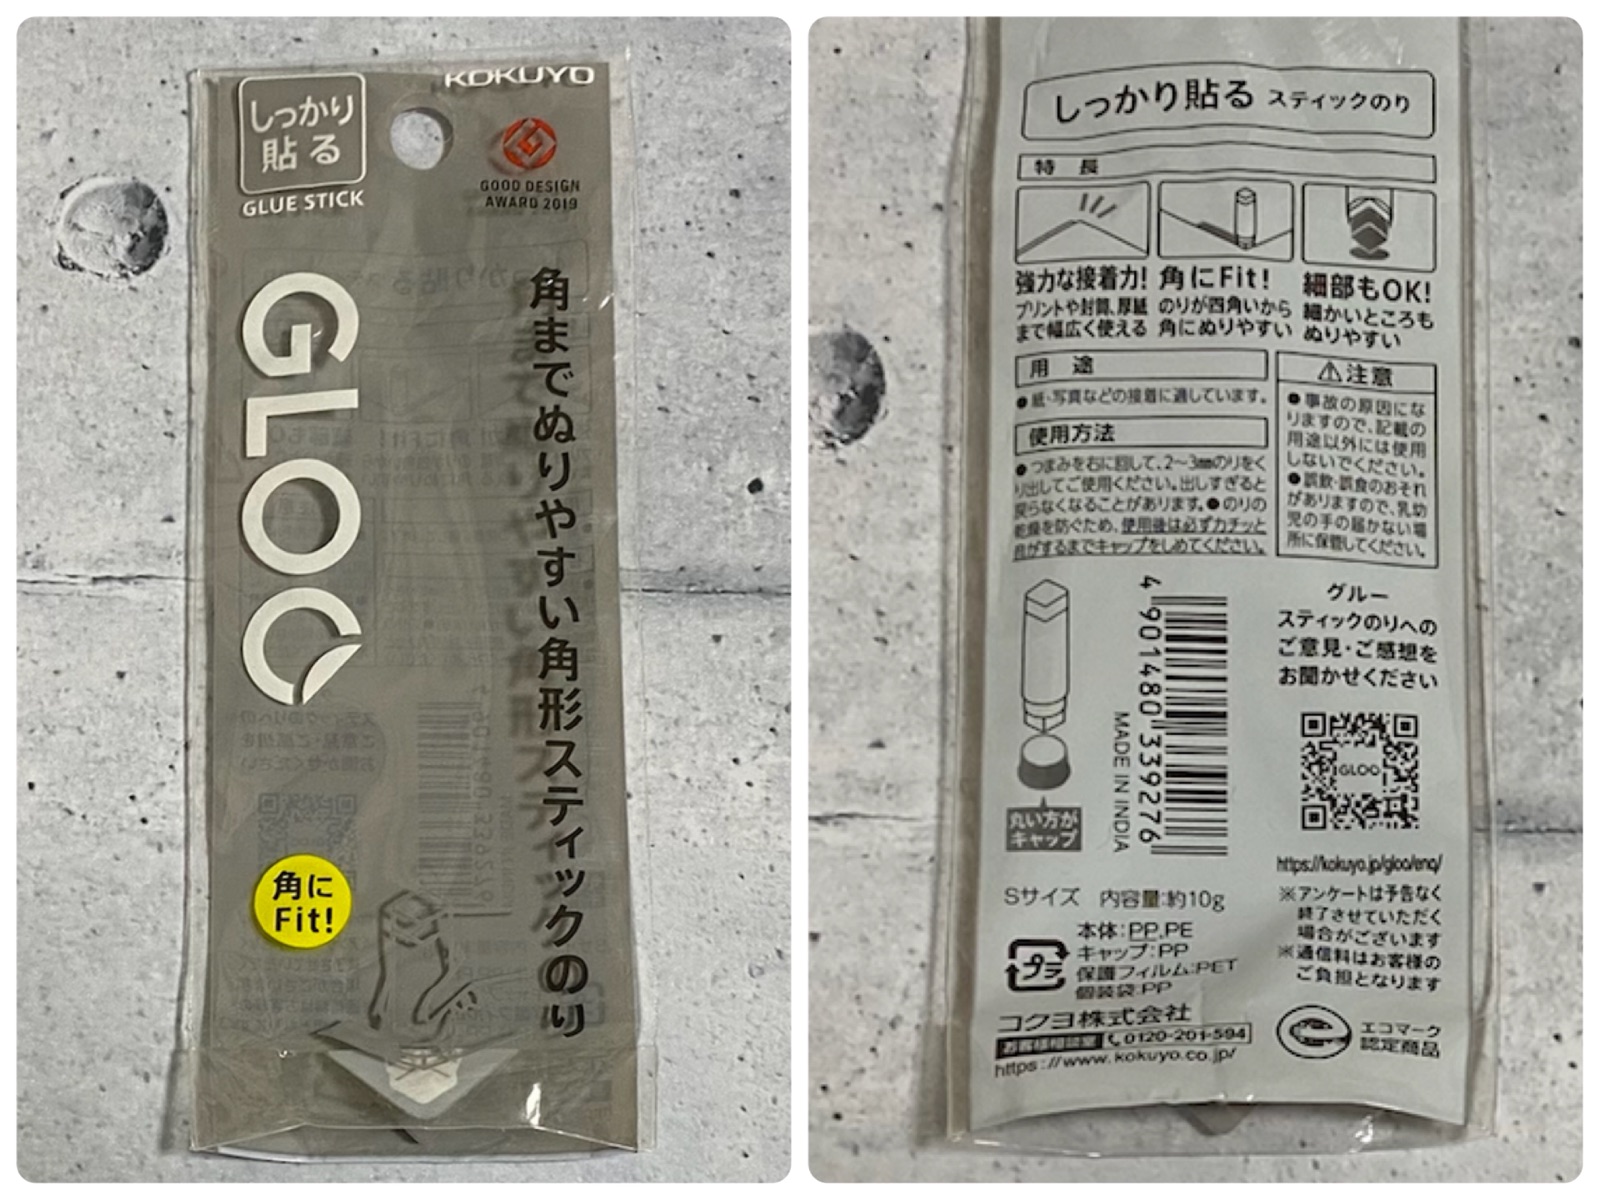 しっかり
貼る
GLUE STICK
KOKUYO
GOOD DESIGN
AWARD 2019
GLOO
角までぬりやすい角形スティックのり
角に
Fit!
しっかり貼る スティックのり
特 長
強力な接着力!
プリントや封筒、厚紙
まで幅広く使える
角にFit!
のりが四角いから
角にぬりやすい
細部もOK!
細かいところも
ぬりやすい
用 途
●紙・写真などの接着に適しています。
使用方法
●つまみを右に回して、2〜3㎜のりをく
り出してご使用ください。出しすぎると
戻らなくなることがあります。●のりの
乾燥を防ぐため、使用後は必ずカチッと
音がするまでキャップをしめてください。
⚠注意
●事故の原因にな
りますので、記載の
用途以外には使用
しないでください。
●誤飲・誤食のおそれ
がありますので、乳幼
児の手の届かない場
所に保管してください。
丸い方が
キャップ
4 901480 339276
MADE IN INDIA
グルー
スティックのりへの
ご意見・ご感想を
お聞かせください
GLOO
https://kokuyo.jp/gloo/enq/
※アンケートは予告なく
終了させていただく
場合がございます
※通信料はお客様の
ご負担となります
Sサイズ 内容量:約10g
プラ
本体:PP,PE
キャップ:PP
保護フィルム:PET
個装袋:PP
コクヨ株式会社
お客様相談室 0120-201-594
https://www.kokuyo.co.jp/
エコマーク
認定商品